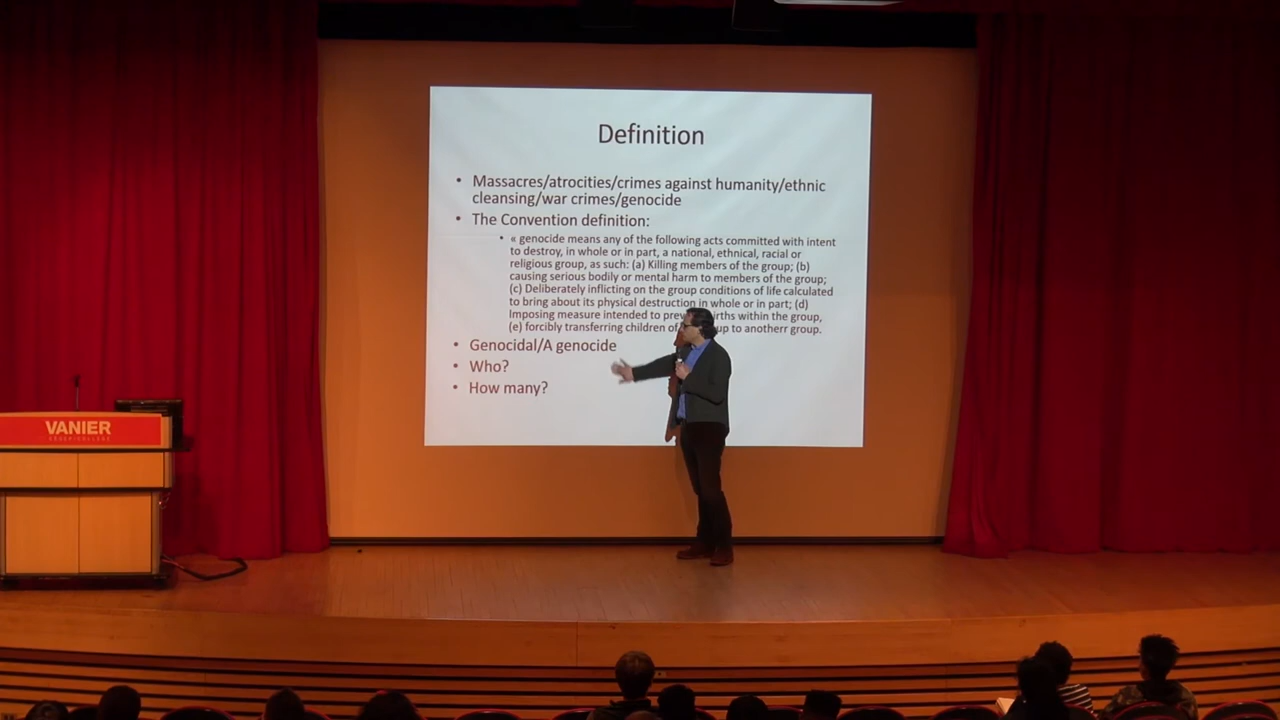 Definition
• Massacres/atrocities/crimes against humanity/ethnic
cleansing/war crimes/genocide
• The Convention definition:
• « genocide means any of the following acts committed with intent
to destroy, in whole or in part, a national, ethnical, racial or
religious group, as such: (a) Killing members of the group; (b)
causing serious bodily or mental harm to members of the group;
(c) Deliberately inflicting on the group conditions of life calculated
to bring about its physical destruction in whole or in part; (d)
Imposing measure intended to births within the group,
(e) forcibly transferring children of to anotherr group.
• Genocidal/A genocide
• Who?
• How many?
VANIER